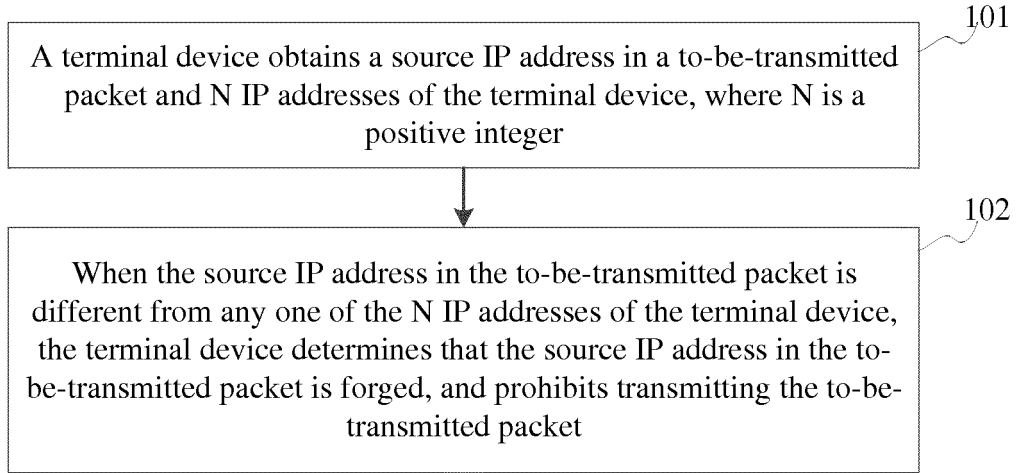 101
A terminal device obtains a source IP address in a to-be-transmitted
packet and N IP addresses of the terminal device, where N is a
positive integer
102
When the source IP address in the to-be-transmitted packet is
different from any one of the N IP addresses of the terminal device,
the terminal device determines that the source IP address in the to-
be-transmitted packet is forged, and prohibits transmitting the to-be-
transmitted packet